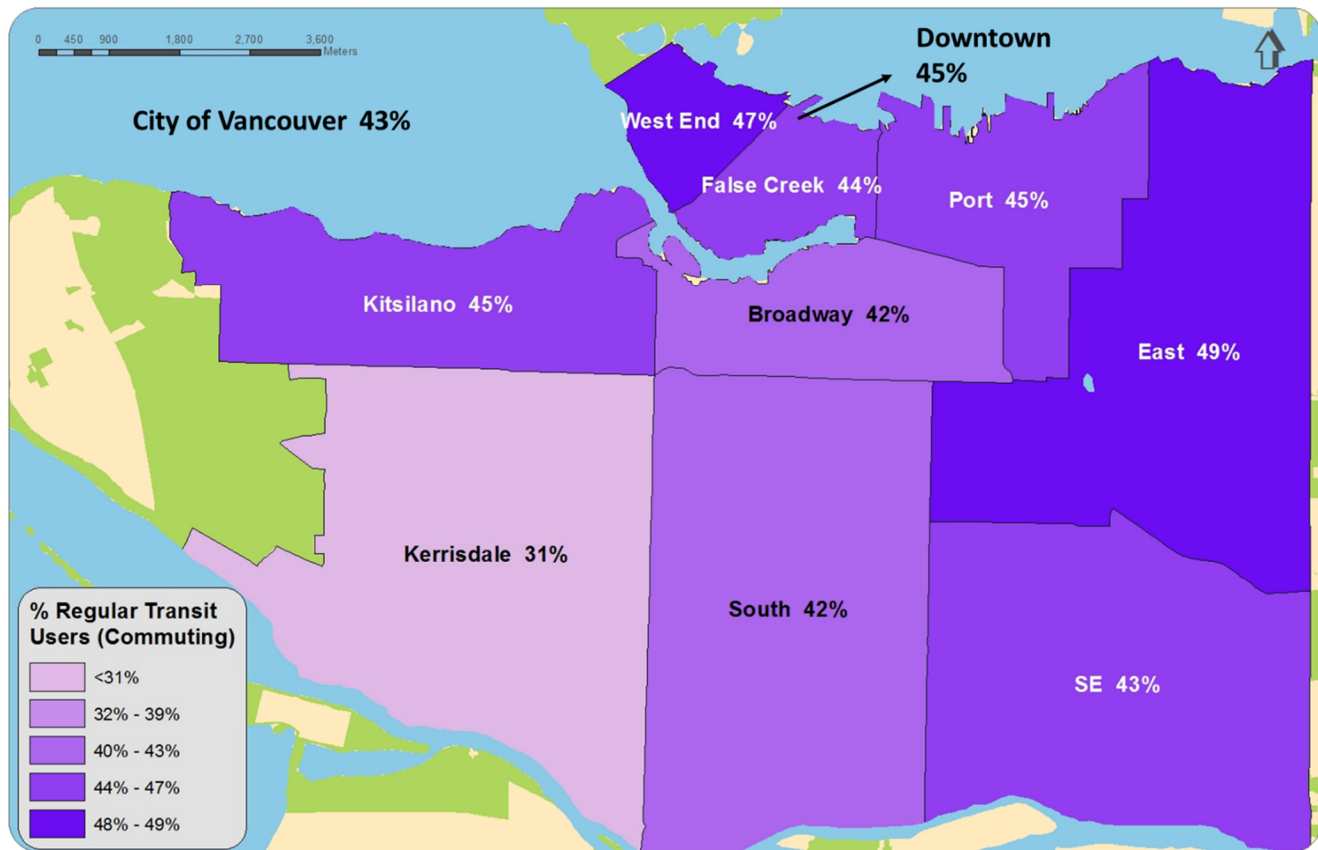 0 450 900 1,800 2,700 3,600
Meters
Downtown
45%
City of Vancouver 43%
West End 47%
False Creek 44%
Port 45%
Kitsilano 45%
Broadway 42%
East 49%
Kerrisdale 31%
South 42%
SE 43%
% Regular Transit
Users (Commuting)
<31%
32% - 39%
40% - 43%
44% - 47%
48% - 49%